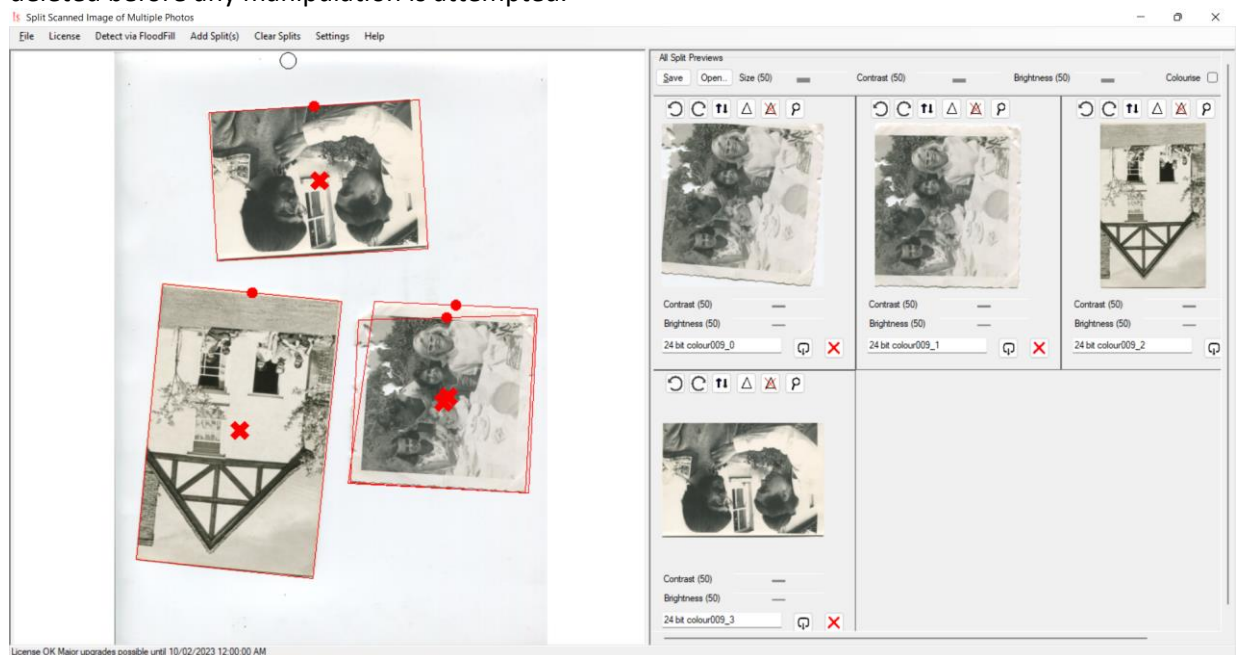 deleted before any manipulation is attempted.
ls Split Scanned Image of Multiple Photos
File License Detect via FloodFill Add Split(s) Clear Splits Settings Help
All Split Previews
Save Open.. Size (50) Contrast (50) Brightness (50) Colourise
Contrast (50) Contrast (50) Contrast (50)
Brightness (50) Brightness (50) Brightness (50)
24 bit colour009_0 24 bit colour009_1 24 bit colour009_2
Contrast (50)
Brightness (50)
24 bit colour009_3
License OK Major upgrades possible until 10/02/2023 12:00:00 AM